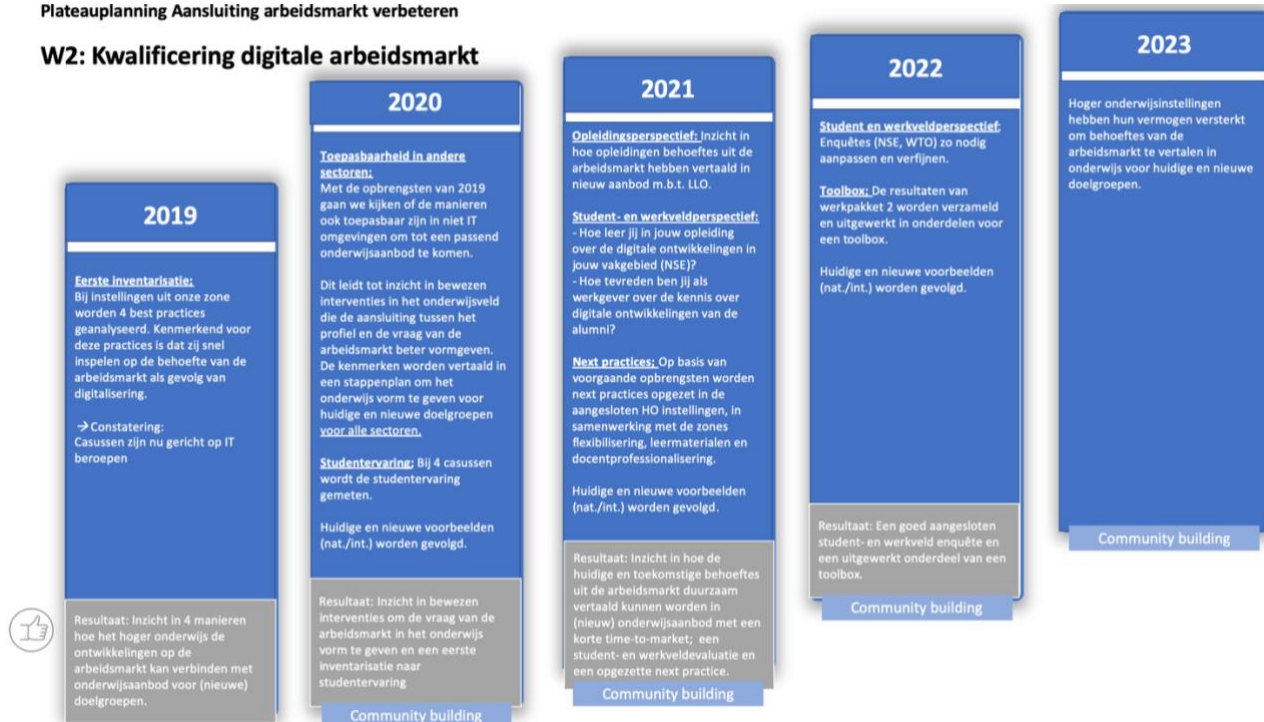 Plateauplanning Aansluiting arbeidsmarkt verbeteren
W2: Kwalificering digitale arbeidsmarkt
2019
Eerste inventarisatie:
Bij instellingen uit onze zone
worden 4 best practices
geanalyseerd. Kenmerkend voor
deze practices is dat zij snel
inspelen op de behoefte van de
arbeidsmarkt als gevolg van
digitalisering.
→ Constatering:
Casussen zijn nu gericht op IT
beroepen
Resultaat: Inzicht in 4 manieren
hoe het hoger onderwijs de
ontwikkelingen op de
arbeidsmarkt kan verbinden met
onderwijsaanbod voor (nieuwe)
doelgroepen.
2020
Toepasbaarheid in andere
sectoren:
Met de opbrengsten van 2019
gaan we kijken of de manieren
ook toepasbaar zijn in niet IT
omgevingen om tot een passend
onderwijsaanbod te komen.
Dit leidt tot inzicht in bewezen
interventies in het onderwijsveld
die de aansluiting tussen het
profiel en de vraag van de
arbeidsmarkt beter vormgeven.
De kenmerken worden vertaald in
een stappenplan om het
onderwijs vorm te geven voor
huidige en nieuwe doelgroepen
voor alle sectoren.
Studentervaring: Bij 4 casussen
wordt de studentervaring
gemeten.
Huidige en nieuwe voorbeelden
(nat./int.) worden gevolgd.
Resultaat: Inzicht in bewezen
interventies om de vraag van de
arbeidsmarkt in het onderwijs
vorm te geven en een eerste
inventarisatie naar
studentervaring
Community building
2021
Opleidingsperspectief: Inzicht in
hoe opleidingen behoeftes uit de
arbeidsmarkt hebben vertaald in
nieuw aanbod m.b.t. LLO.
Student- en werkveldperspectief:
- Hoe leer jij in jouw opleiding
over de digitale ontwikkelingen in
jouw vakgebied (NSE)?
- Hoe tevreden ben jij als
werkgever over de kennis over
digitale ontwikkelingen van de
alumni?
Next practices: Op basis van
voorgaande opbrengsten worden
next practices opgezet in de
aangesloten HO instellingen, in
samenwerking met de zones
flexibilisering, leermaterialen en
docentprofessionalisering.
Huidige en nieuwe voorbeelden
(nat./int.) worden gevolgd.
Resultaat: Inzicht in hoe de
huidige en toekomstige behoeftes
uit de arbeidsmarkt duurzaam
vertaald kunnen worden in
(nieuw) onderwijsaanbod met een
korte time-to-market; een
student- en werkveldevaluatie en
een opgezette next practice.
Community building
2022
Student en werkveldperspectief:
Enquêtes (NSE, WTO) zo nodig
aanpassen en verfijnen.
Toolbox: De resultaten van
werkpakket 2 worden verzameld
en uitgewerkt in onderdelen voor
een toolbox.
Huidige en nieuwe voorbeelden
(nat./int.) worden gevolgd.
Resultaat: Een goed aangesloten
student- en werkveld enquête en
een uitgewerkt onderdeel van een
toolbox.
Community building
2023
Hoger onderwijsinstellingen
hebben hun vermogen versterkt
om behoeftes van de
arbeidsmarkt te vertalen in
onderwijs voor huidige en nieuwe
doelgroepen.
Community building